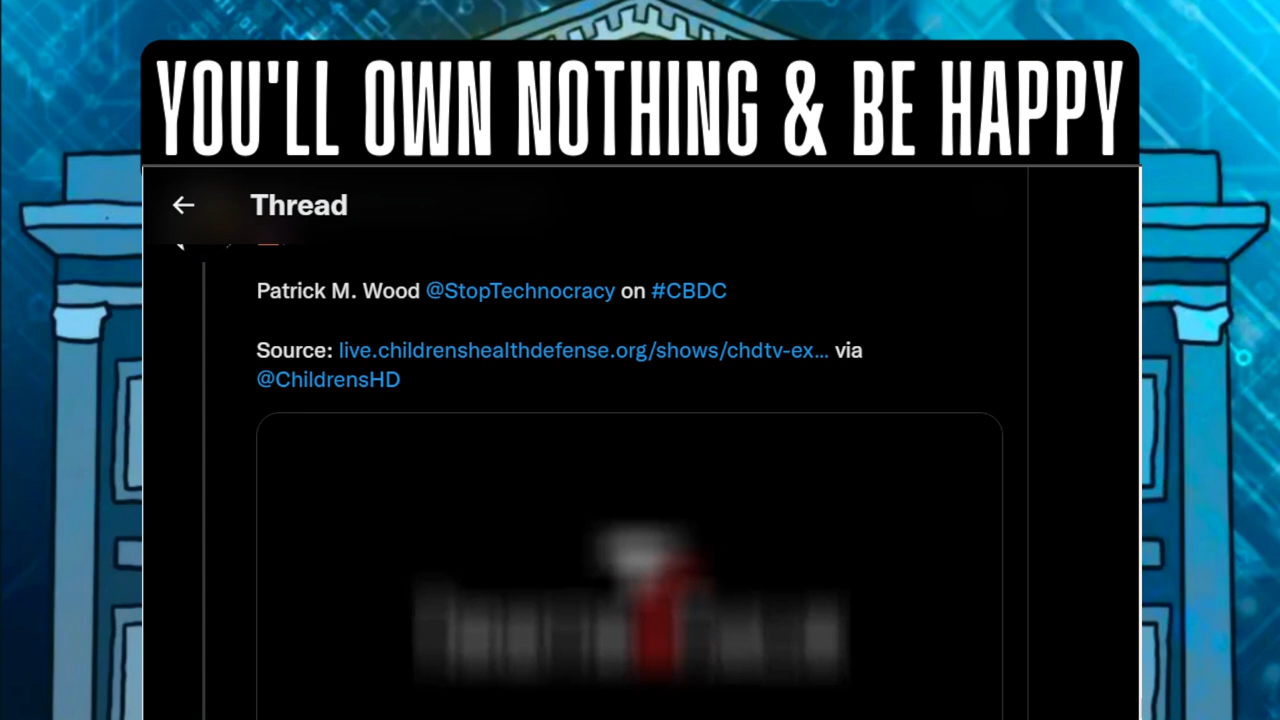 YOU'LL OWN NOTHING & BE HAPPY
Thread
Patrick M. Wood @StopTechnocracy on #CBDC
Source: live.childrenshealthdefense.org/shows/chdtv-ex... via
@ChildrensHD